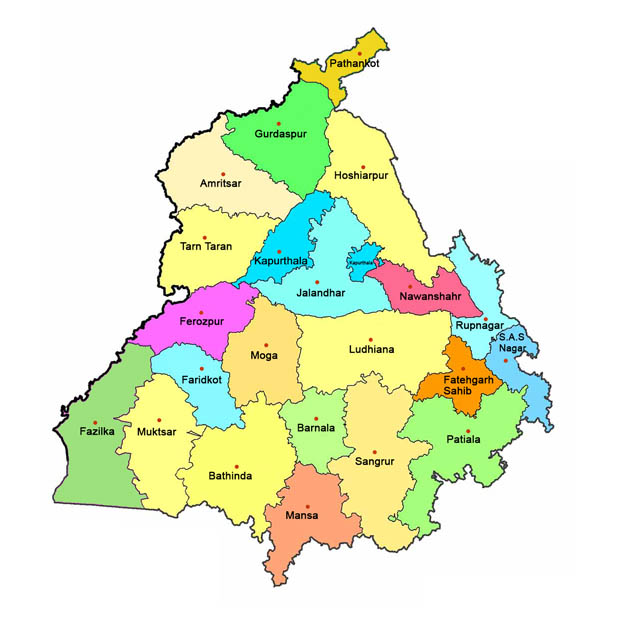 Pathankot
Gurdaspur
Hoshiarpur
Amritsar
Tarn Taran
Kapurthala
Kapurthala
Jalandhar
Nawanshahr
Ferozpur
Rupnagar
S.A.S
Nagar
Moga
Ludhiana
Faridkot
Fatehgarh
Sahib
Fazilka
Muktsar
Barnala
Patiala
Sangrur
Bathinda
Mansa